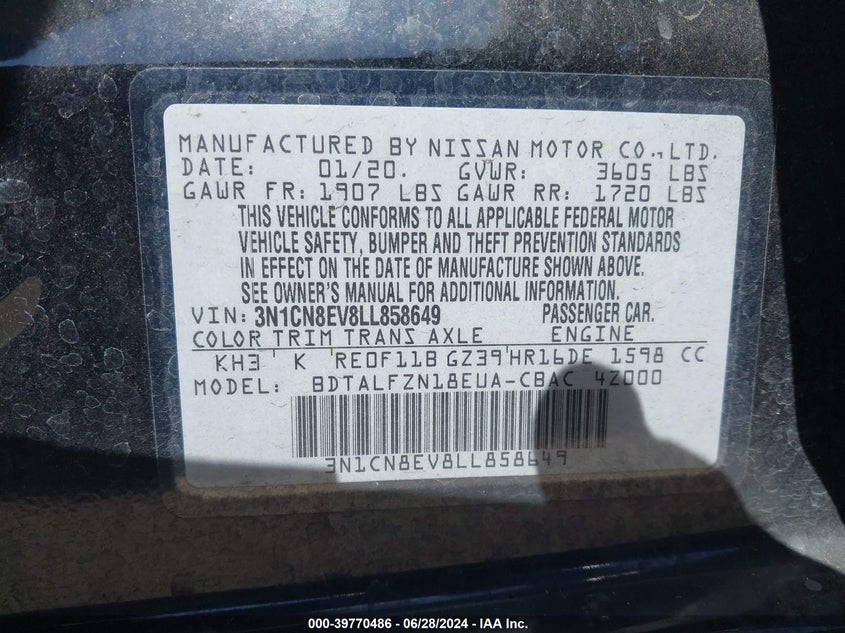 MANUFACTURED BY NISSAN MOTOR CO., LTD.
DATE: 01/20. GVWR: 3605 LBS
GAWR FR: 1907 LBS GAWR RR: 1720 LBS
THIS VEHICLE CONFORMS TO ALL APPLICABLE FEDERAL MOTOR
VEHICLE SAFETY, BUMPER AND THEFT PREVENTION STANDARDS
IN EFFECT ON THE DATE OF MANUFACTURE SHOWN ABOVE.
SEE OWNER'S MANUAL FOR ADDITIONAL INFORMATION.
VIN: 3N1CN8EV8LL858649 PASSENGER CAR.
COLOR TRIM TRANS AXLE ENGINE
KH3 K RE0F11B GZ39 HR16DE 1598 CC
MODEL: BDTALFZN18EUA-CBAC 4Z000
3N1CN8EV8LL858649
000-39770486 - 06/28/2024 - IAA Inc.